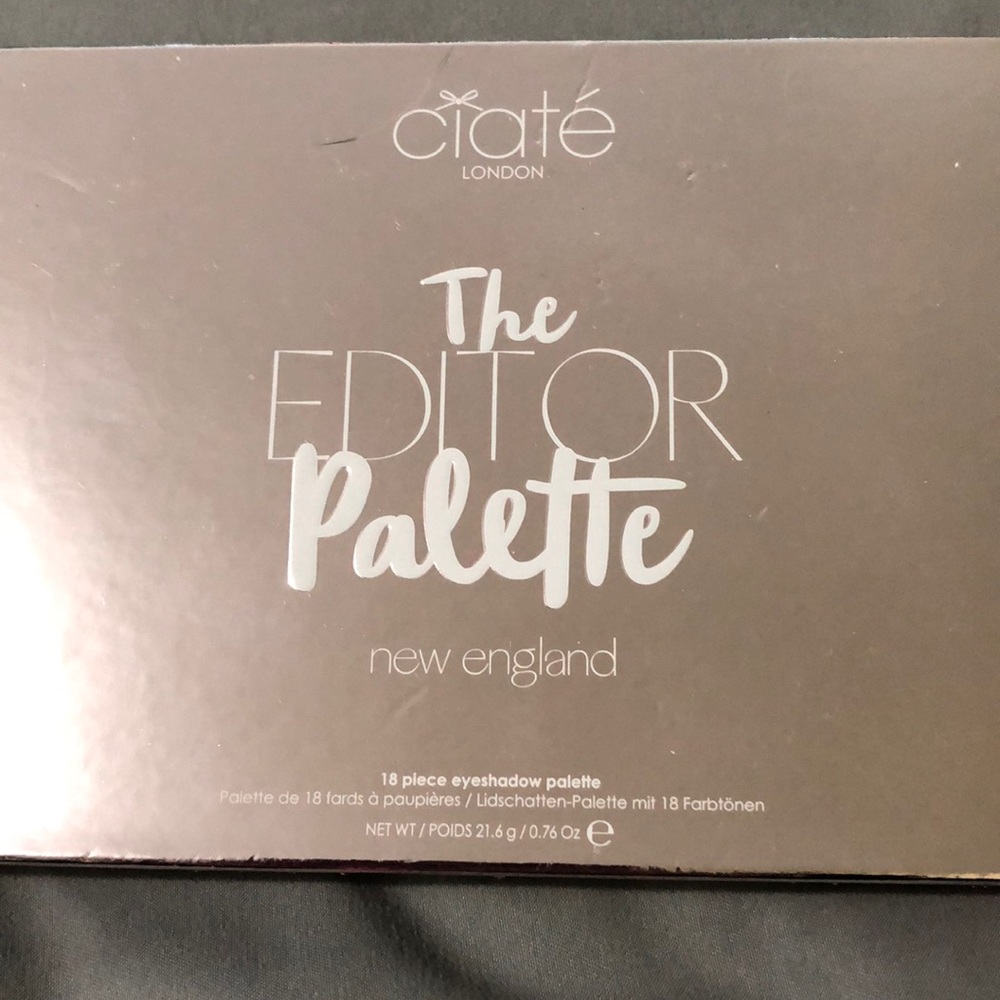 ciaté
LONDON
The
EDITOR
Palette
new england
18 piece eyeshadow palette
Palette de 18 fards à paupières / Lidschatten-Palette mit 18 Farbtönen
NET WT / POIDS 21.6 g / 0.76 Oz ℮